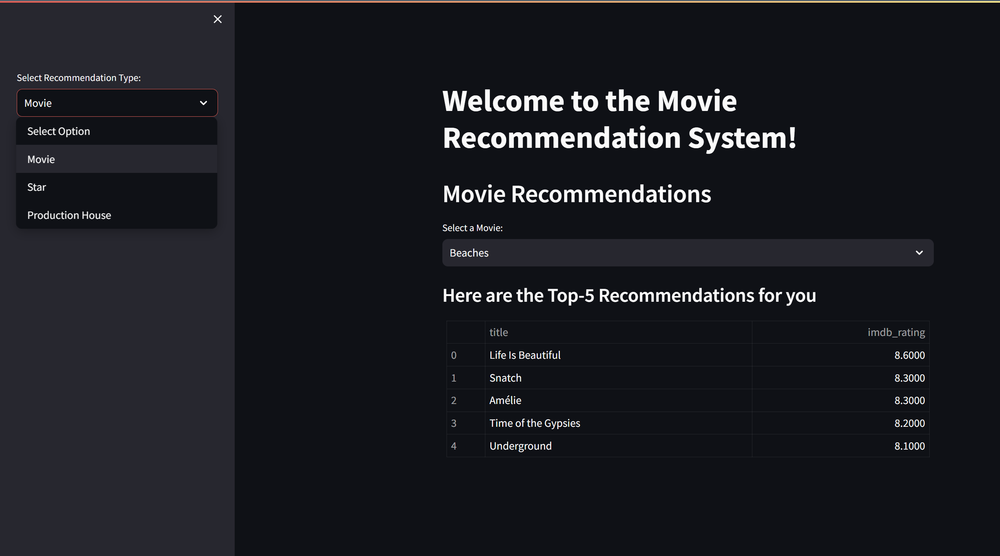 Select Recommendation Type:
Movie
Select Option
Movie
Star
Production House
Welcome to the Movie
Recommendation System!
Movie Recommendations
Select a Movie:
Beaches
Here are the Top-5 Recommendations for you
title imdb_rating
0 Life Is Beautiful 8.6000
1 Snatch 8.3000
2 Amélie 8.3000
3 Time of the Gypsies 8.2000
4 Underground 8.1000